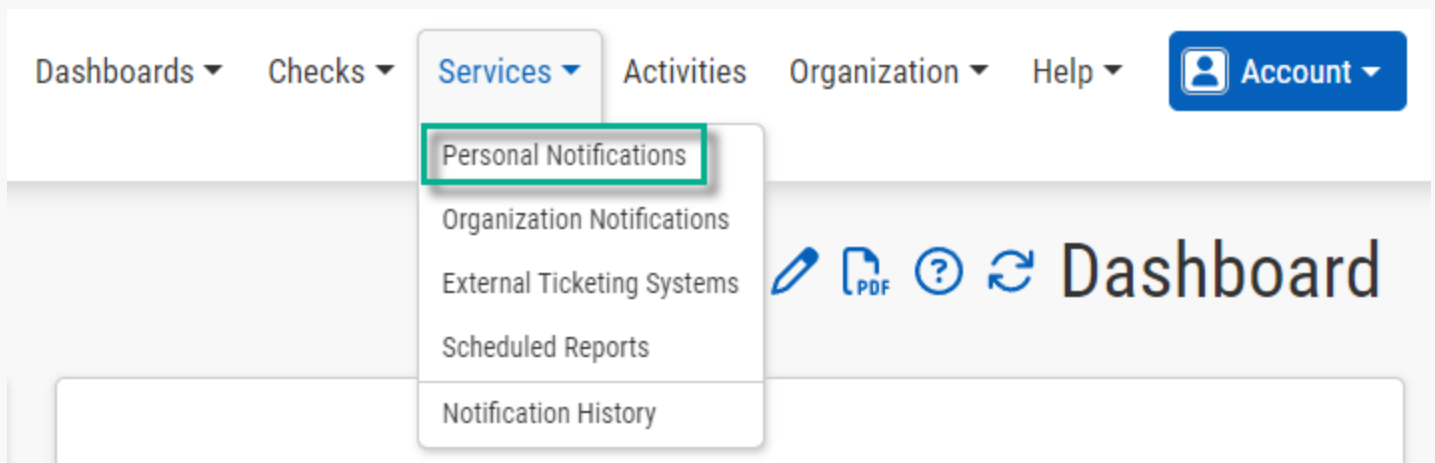 Dashboards Checks Services Activities Organization Help Account
Personal Notifications
Organization Notifications
External Ticketing Systems
PDF Dashboard
Scheduled Reports
Notification History